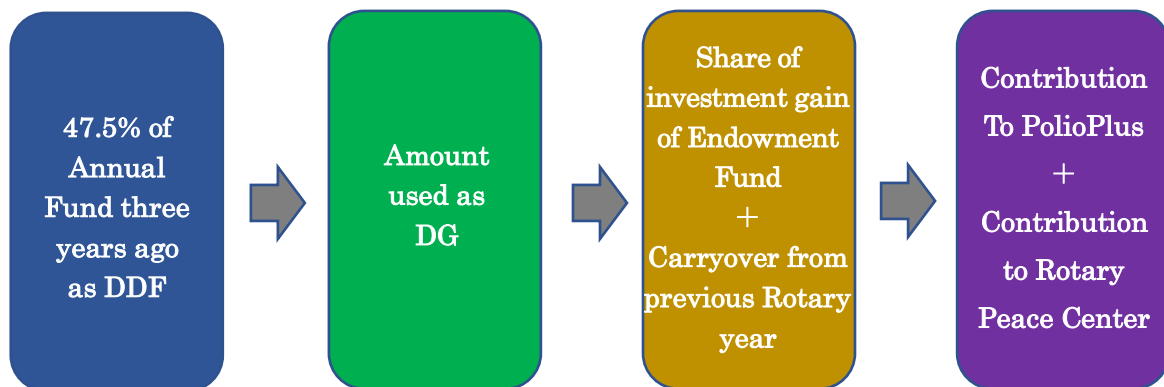 47.5% of
Annual
Fund three
years ago
as DDF
Amount
used as
DG
Share of
investment gain
of Endowment
Fund
+
Carryover from
previous Rotary
year
Contribution
To PolioPlus
+
Contribution
to Rotary
Peace Center